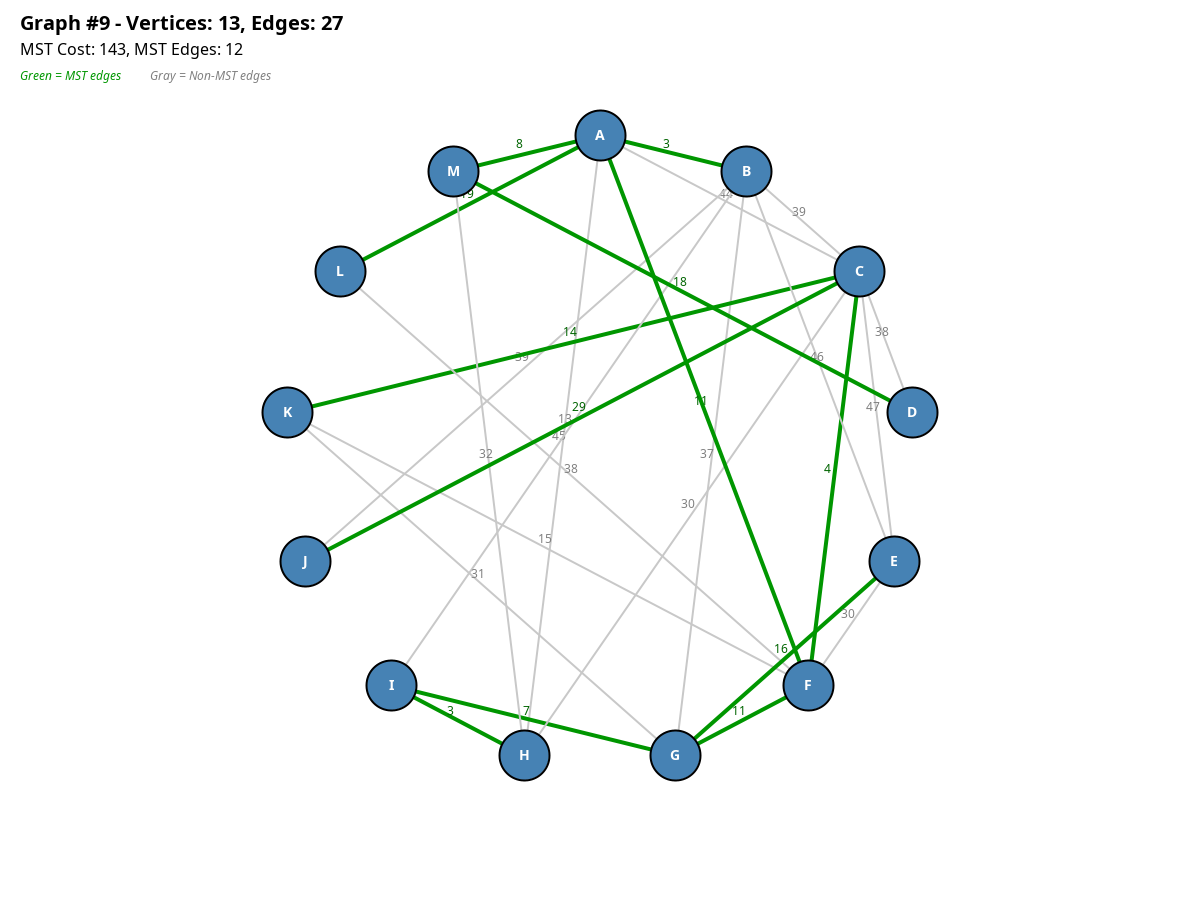 Graph #9 - Vertices: 13, Edges: 27
MST Cost: 143, MST Edges: 12
Green = MST edges Gray = Non-MST edges
A
8 3
M B
19 44
39
L C
18
14 38
39 46
K D
29 47
11
13
45
32 37 4
38
30
15
J E
31
30
16
I F
3 7 11
H G